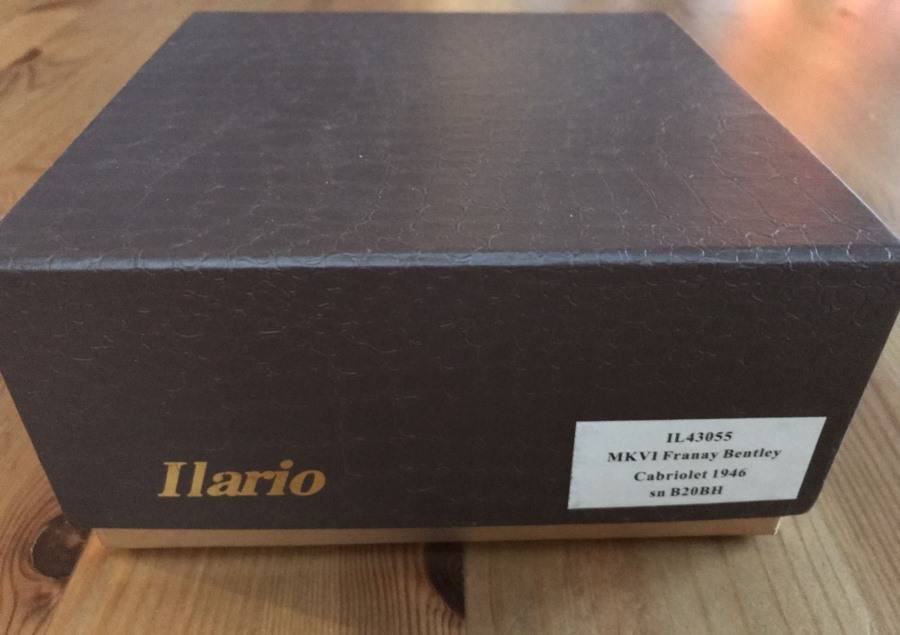 Ilario
IL43055
MKVI Franay Bentley
Cabriolet 1946
sn B20BH